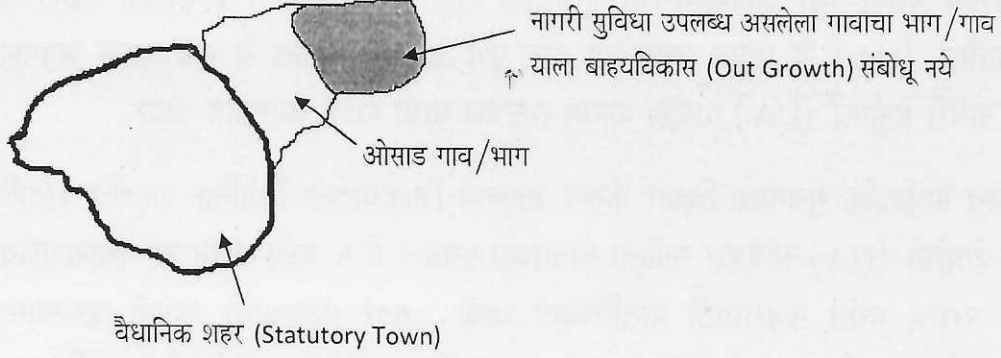 नागरी सुविधा उपलब्ध असलेला गावाचा भाग/गाव
याला बाहयविकास (Out Growth) संबोधू नये
ओसाड गाव/भाग
वैधानिक शहर (Statutory Town)